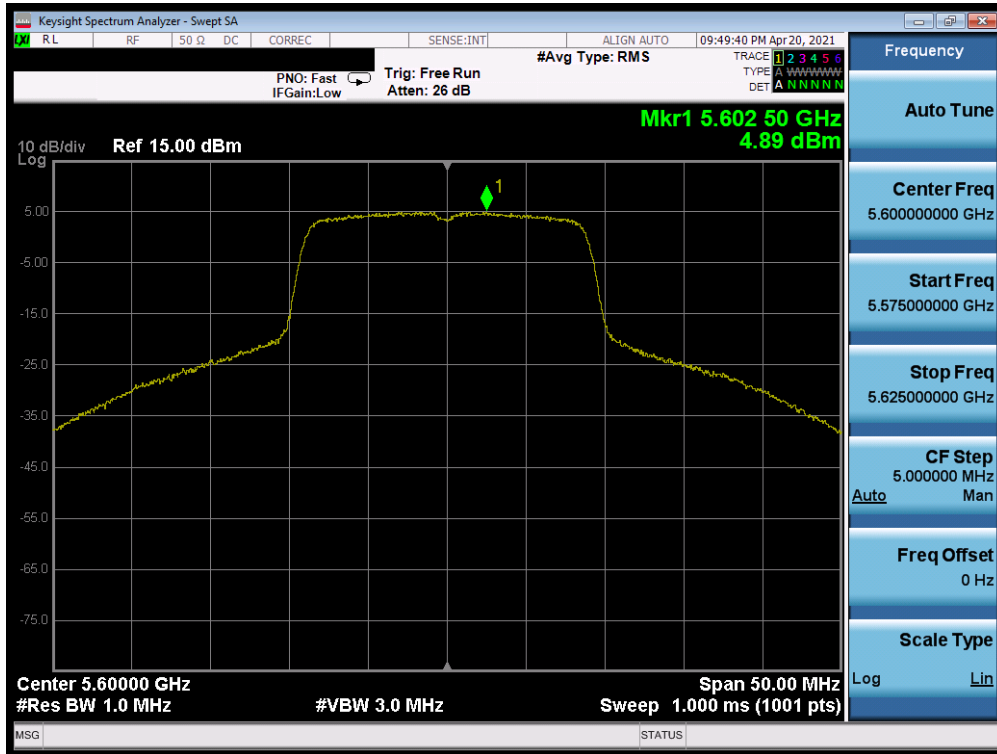 Keysight Spectrum Analyzer - Swept SA
LXI RL RF 50 Ω DC CORREC SENSE:INT ALIGN AUTO 09:49:40 PM Apr 20, 2021
#Avg Type: RMS
TRACE 1 2 3 4 5 6
TYPE A WWWWW
DET A N N N N N
PNO: Fast
IFGain:Low
Trig: Free Run
Atten: 26 dB
Mkr1 5.602 50 GHz
4.89 dBm
10 dB/div Ref 15.00 dBm
Log
1
5.00
-5.00
-15.0
-25.0
-35.0
-45.0
-55.0
-65.0
-75.0
Center 5.60000 GHz
Span 50.00 MHz
#Res BW 1.0 MHz
#VBW 3.0 MHz
Sweep 1.000 ms (1001 pts)
MSG
STATUS
Frequency
Auto Tune
Center Freq
5.600000000 GHz
Start Freq
5.575000000 GHz
Stop Freq
5.625000000 GHz
CF Step
5.000000 MHz
Auto Man
Freq Offset
0 Hz
Scale Type
Log Lin